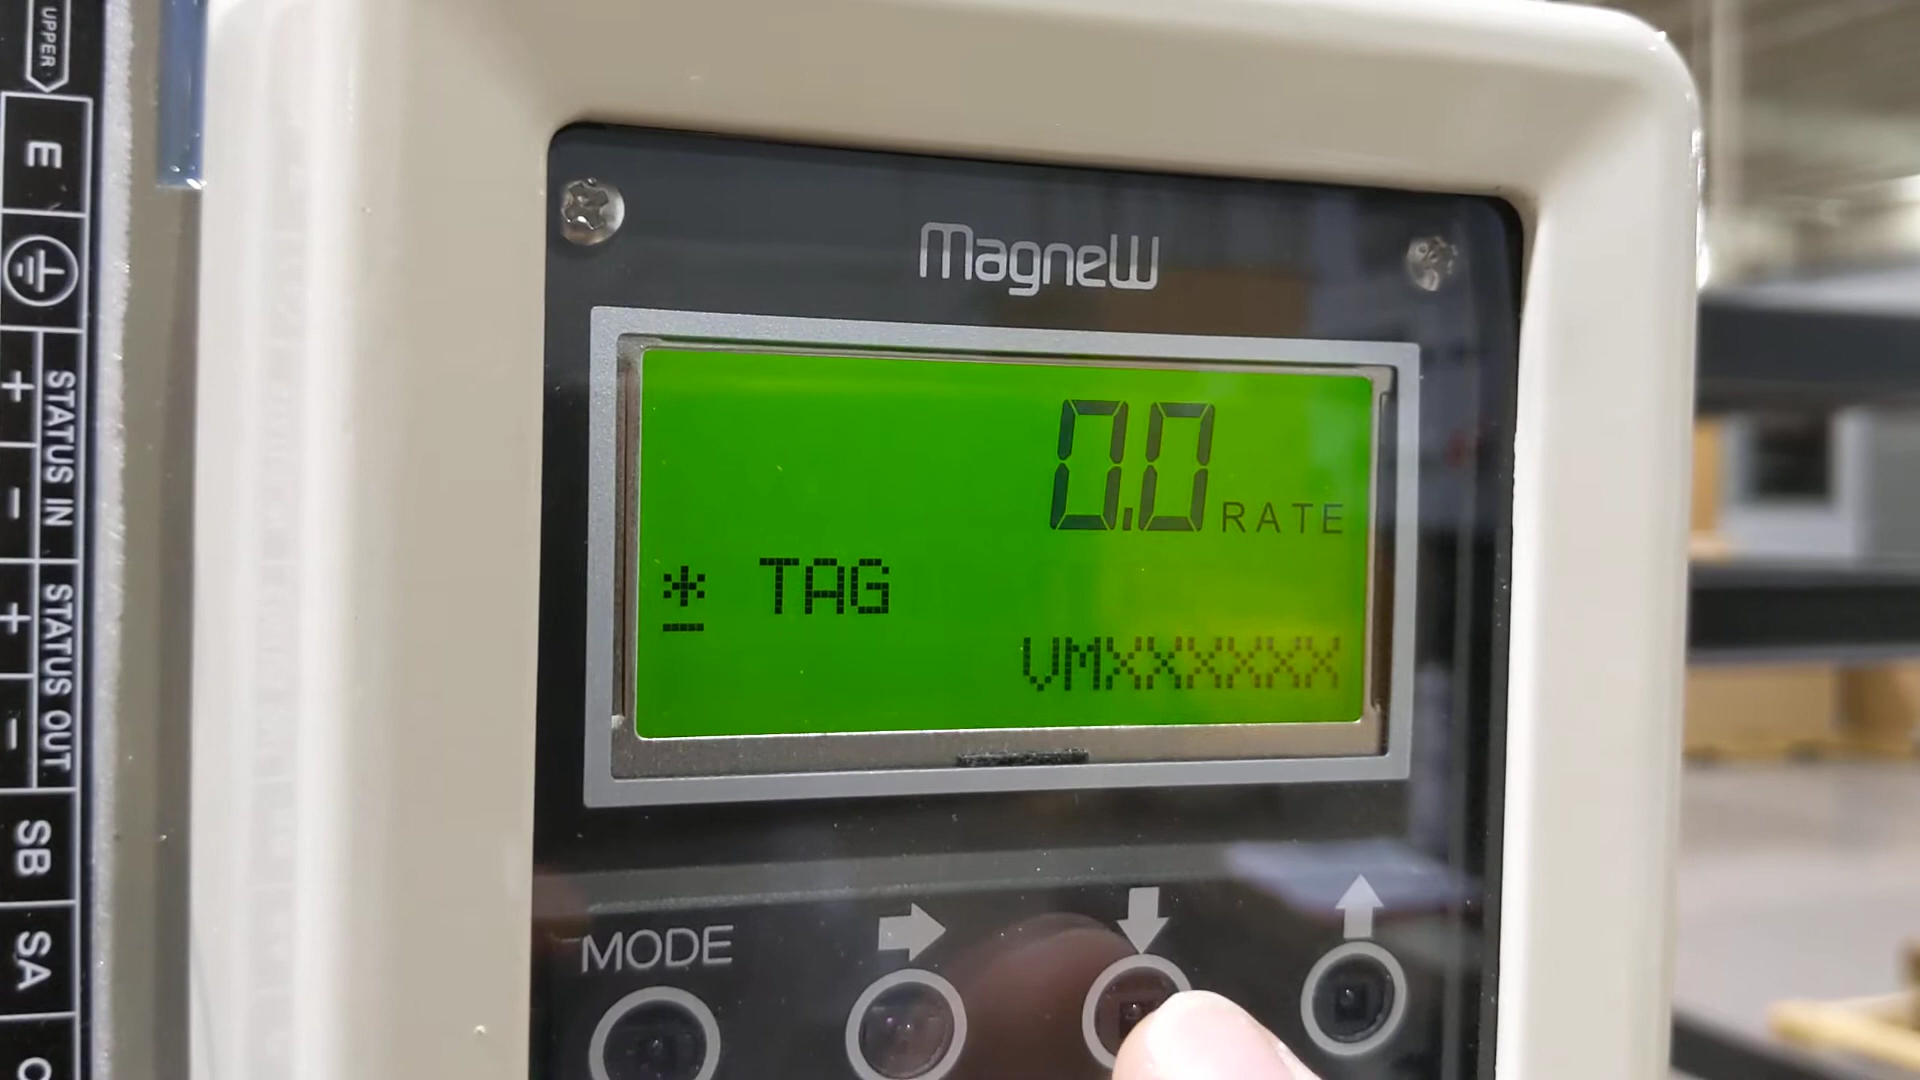 UPPER
E
+
-
STATUS IN
+
-
STATUS OUT
SB
SA
MagneW
0.0 RATE
* TAG
VMXXXXXX
MODE